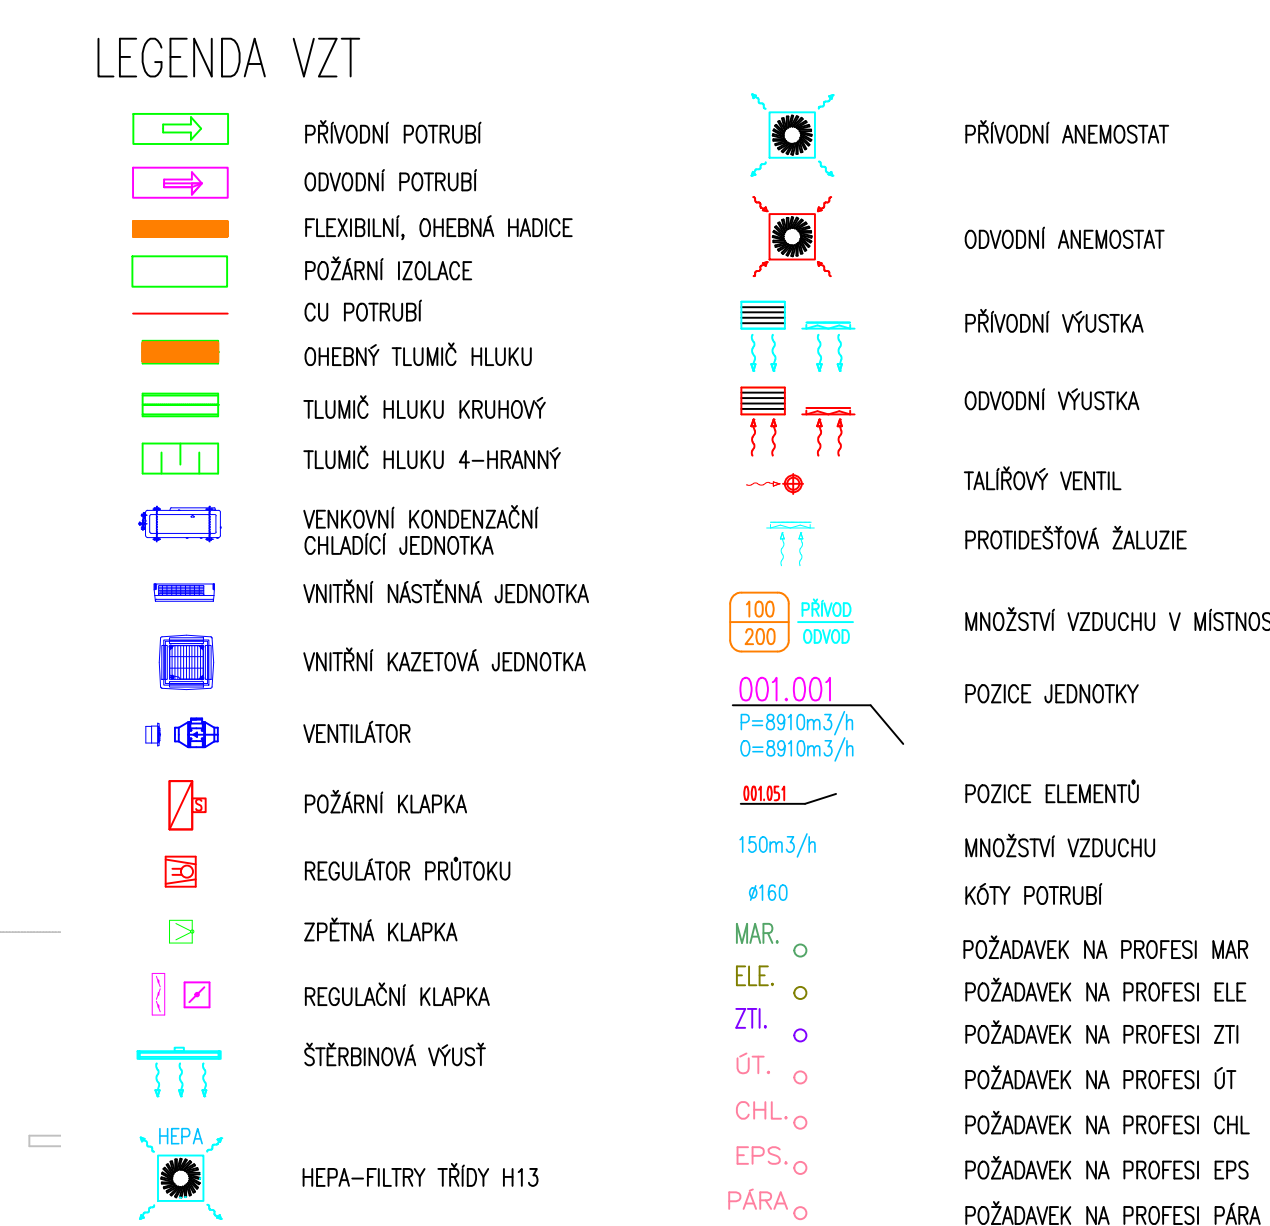 LEGENDA VZT
PŘÍVODNÍ POTRUBÍ
ODVODNÍ POTRUBÍ
FLEXIBILNÍ, OHEBNÁ HADICE
POŽÁRNÍ IZOLACE
CU POTRUBÍ
OHEBNÝ TLUMIČ HLUKU
TLUMIČ HLUKU KRUHOVÝ
TLUMIČ HLUKU 4-HRANNÝ
VENKOVNÍ KONDENZAČNÍ
CHLADÍCÍ JEDNOTKA
VNITŘNÍ NÁSTĚNNÁ JEDNOTKA
VNITŘNÍ KAZETOVÁ JEDNOTKA
VENTILÁTOR
S POŽÁRNÍ KLAPKA
REGULÁTOR PRŮTOKU
ZPĚTNÁ KLAPKA
REGULAČNÍ KLAPKA
ŠTĚRBINOVÁ VÝUSŤ
HEPA
HEPA-FILTRY TŘÍDY H13
PŘÍVODNÍ ANEMOSTAT
ODVODNÍ ANEMOSTAT
PŘÍVODNÍ VÝUSTKA
ODVODNÍ VÝUSTKA
TALÍŘOVÝ VENTIL
PROTIDEŠŤOVÁ ŽALUZIE
100 PŘÍVOD
200 ODVOD
MNOŽSTVÍ VZDUCHU V MÍSTNOS
001.001
P=8910m3/h
O=8910m3/h
POZICE JEDNOTKY
001.051 POZICE ELEMENTŮ
150m3/h MNOŽSTVÍ VZDUCHU
ø160 KÓTY POTRUBÍ
MAR. POŽADAVEK NA PROFESI MAR
ELE. POŽADAVEK NA PROFESI ELE
ZTI. POŽADAVEK NA PROFESI ZTI
ÚT. POŽADAVEK NA PROFESI ÚT
CHL. POŽADAVEK NA PROFESI CHL
EPS. POŽADAVEK NA PROFESI EPS
PÁRA POŽADAVEK NA PROFESI PÁRA